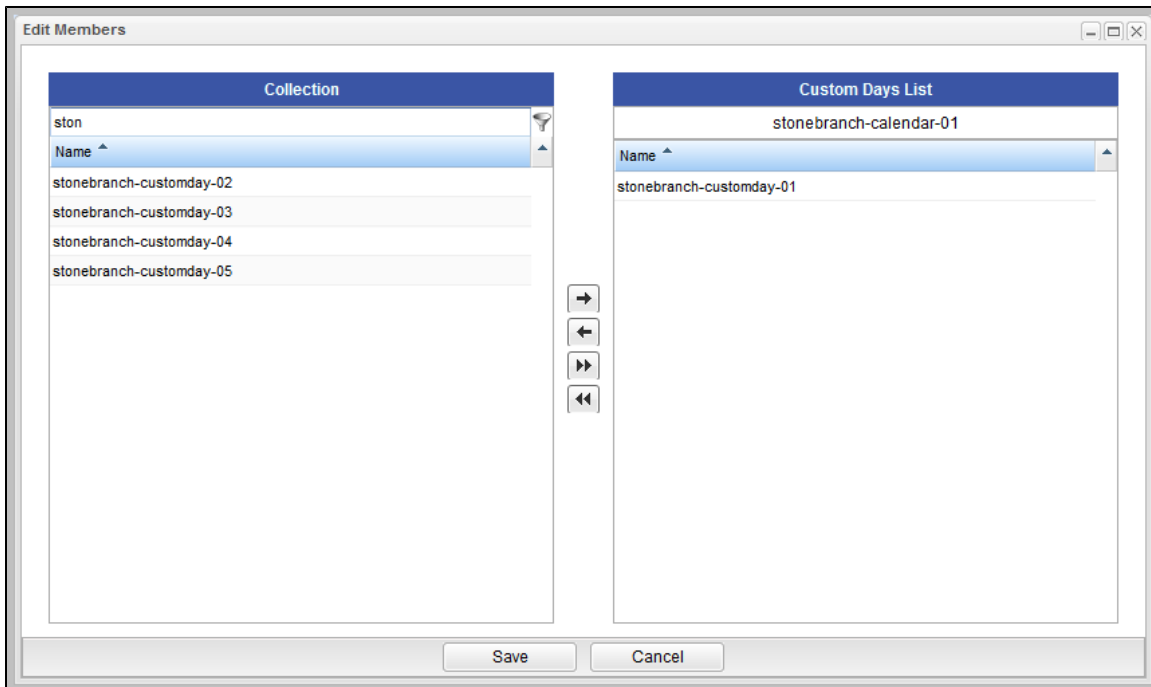 Edit Members
Collection
ston
Name
stonebranch-customday-02
stonebranch-customday-03
stonebranch-customday-04
stonebranch-customday-05
Custom Days List
stonebranch-calendar-01
Name
stonebranch-customday-01
Save
Cancel